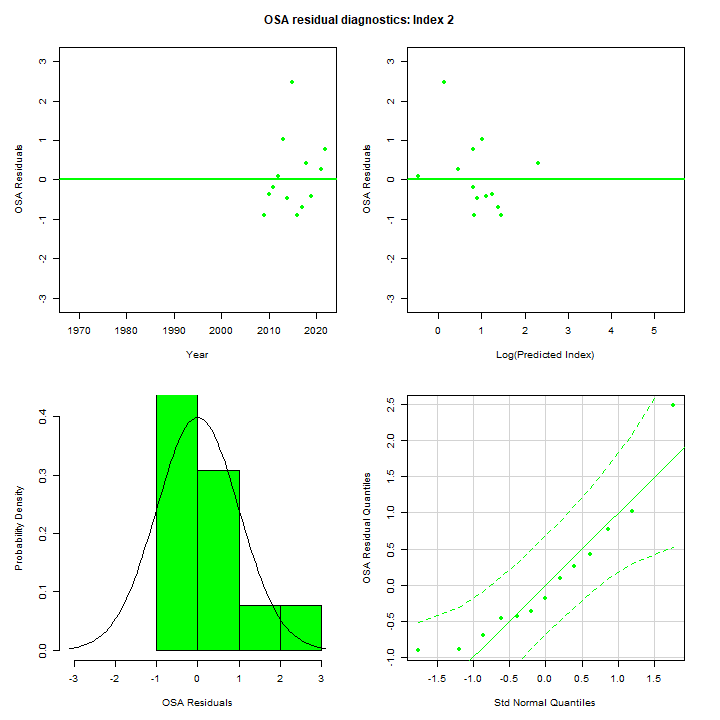 OSA residual diagnostics: Index 2
OSA Residuals
3
2
1
0
-1
-2
-3
1970 1980 1990 2000 2010 2020
Year
OSA Residuals
3
2
1
0
-1
-2
-3
0 1 2 3 4 5
Log(Predicted Index)
Probability Density
0.4
0.3
0.2
0.1
0.0
-3 -2 -1 0 1 2 3
OSA Residuals
OSA Residual Quantiles
2.5
2.0
1.5
1.0
0.5
0.0
-0.5
-1.0
-1.5 -1.0 -0.5 0.0 0.5 1.0 1.5
Std Normal Quantiles